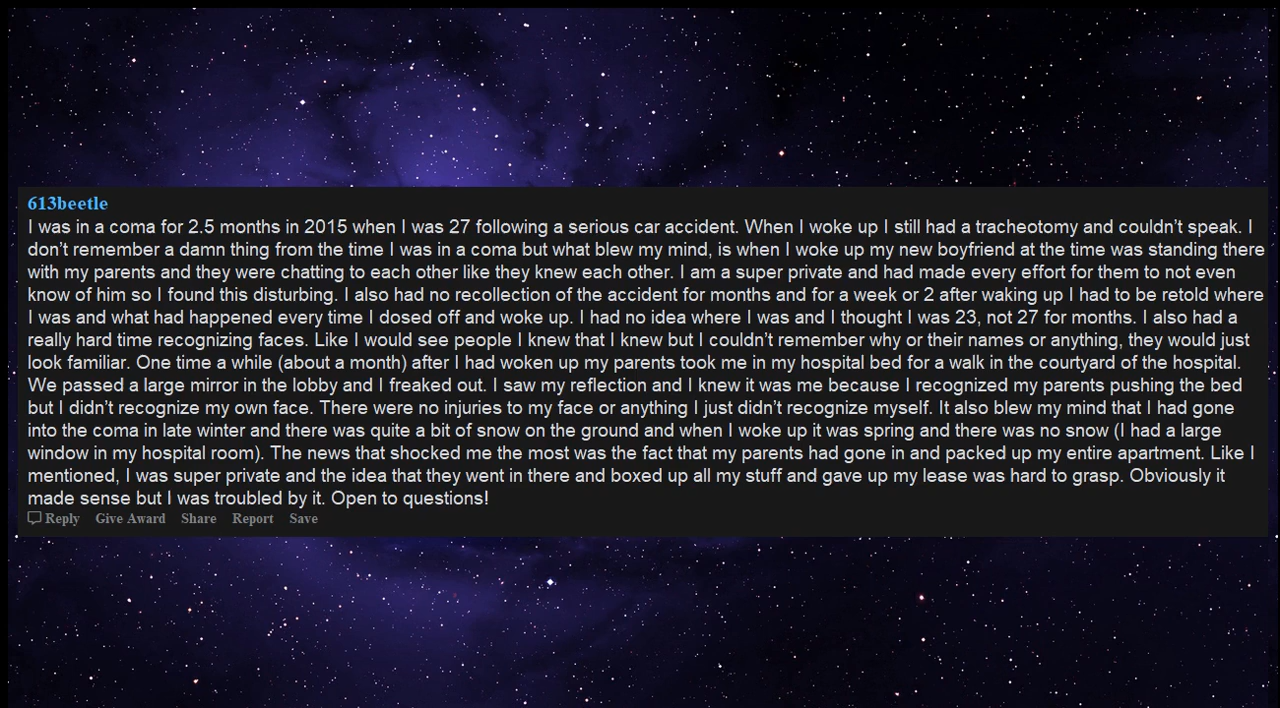 613beetle
I was in a coma for 2.5 months in 2015 when I was 27 following a serious car accident. When I woke up I still had a tracheotomy and couldn’t speak. I
don’t remember a damn thing from the time I was in a coma but what blew my mind, is when I woke up my new boyfriend at the time was standing there
with my parents and they were chatting to each other like they knew each other. I am a super private and had made every effort for them to not even
know of him so I found this disturbing. I also had no recollection of the accident for months and for a week or 2 after waking up I had to be retold where
I was and what had happened every time I dosed off and woke up. I had no idea where I was and I thought I was 23, not 27 for months. I also had a
really hard time recognizing faces. Like I would see people I knew that I knew but I couldn’t remember why or their names or anything, they would just
look familiar. One time a while (about a month) after I had woken up my parents took me in my hospital bed for a walk in the courtyard of the hospital.
We passed a large mirror in the lobby and I freaked out. I saw my reflection and I knew it was me because I recognized my parents pushing the bed
but I didn’t recognize my own face. There were no injuries to my face or anything I just didn’t recognize myself. It also blew my mind that I had gone
into the coma in late winter and there was quite a bit of snow on the ground and when I woke up it was spring and there was no snow (I had a large
window in my hospital room). The news that shocked me the most was the fact that my parents had gone in and packed up my entire apartment. Like I
mentioned, I was super private and the idea that they went in there and boxed up all my stuff and gave up my lease was hard to grasp. Obviously it
made sense but I was troubled by it. Open to questions!
Reply Give Award Share Report Save